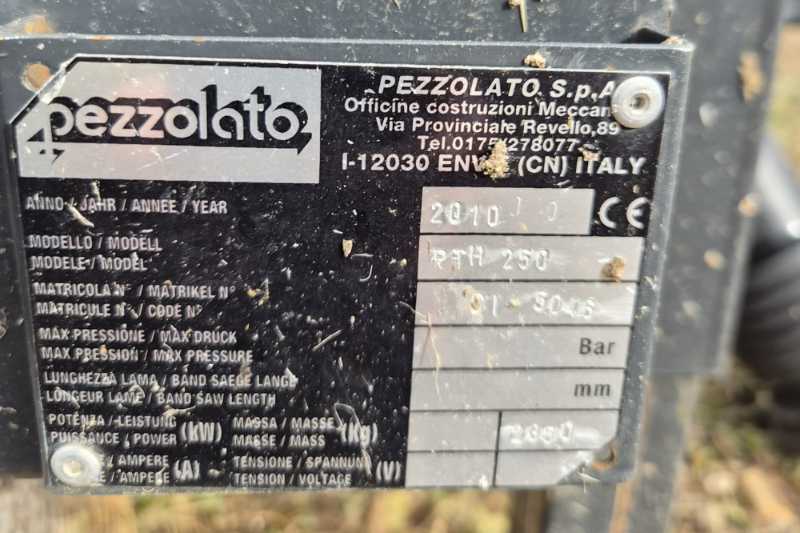 pezzolato
PEZZOLATO S.p.A
Officine costruzioni Meccan
Via Provinciale Revello,89
Tel.0175/278077
I-12030 (CN) ITALY
ANNO / JAHR / ANNEE / YEAR 2010 CE
MODELLO / MODELL
MODELE / MODEL PTH 250
MATRICOLA N° / MATRIKEL N°
MATRICULE N° / CODE N°
MAX PRESSIONE / MAX DRUCK
MAX PRESSION / MAX PRESSURE Bar
LUNGHEZZA LAMA / BAND SAEGE LANGE
LONGEUR LAME / BAND SAW LENGTH mm
POTENZA / LEISTUNG MASSA / MASSE
PUISSANCE / POWER (kW) MASSE / MASS (Kg)
/ AMPERE (A) TENSIONE / SPANNUN (V)
/ AMPERE TENSION / VOLTAGE